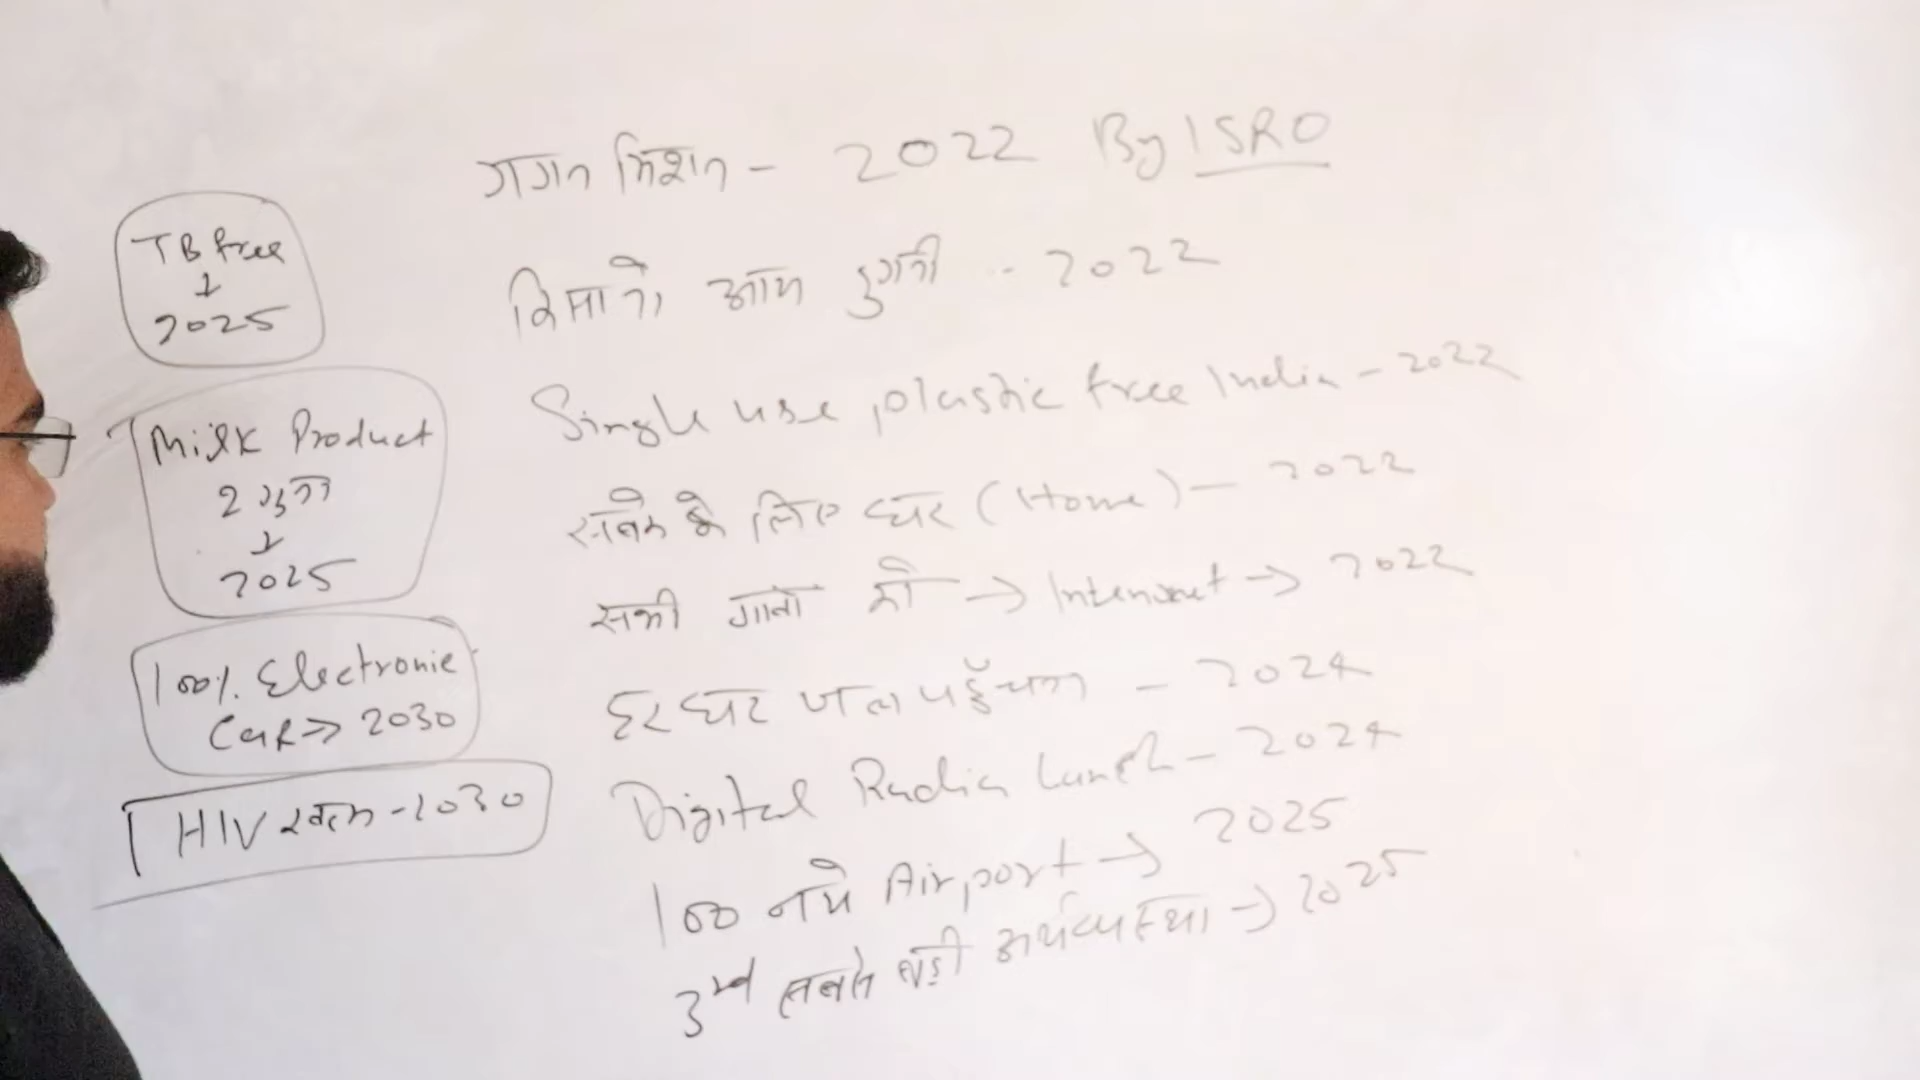 गगन मिशन - 2022 By ISRO
किसानो आय दुगनी - 2022
Single use plastic free India - 2022
सबके के लिए घर (Home) - 2022
सभी गावो को → Internet → 2022
हर घर जल पहुँचाना - 2024
Digital Radio Lunch - 2024
100 नये Airport → 2025
3rd सबसे बड़ी अर्थव्यवस्था → 2025
TB free
↓
2025
Milk Product
2 गुना
↓
2025
100% Electronic
Car → 2030
HIV खत्म - 2030